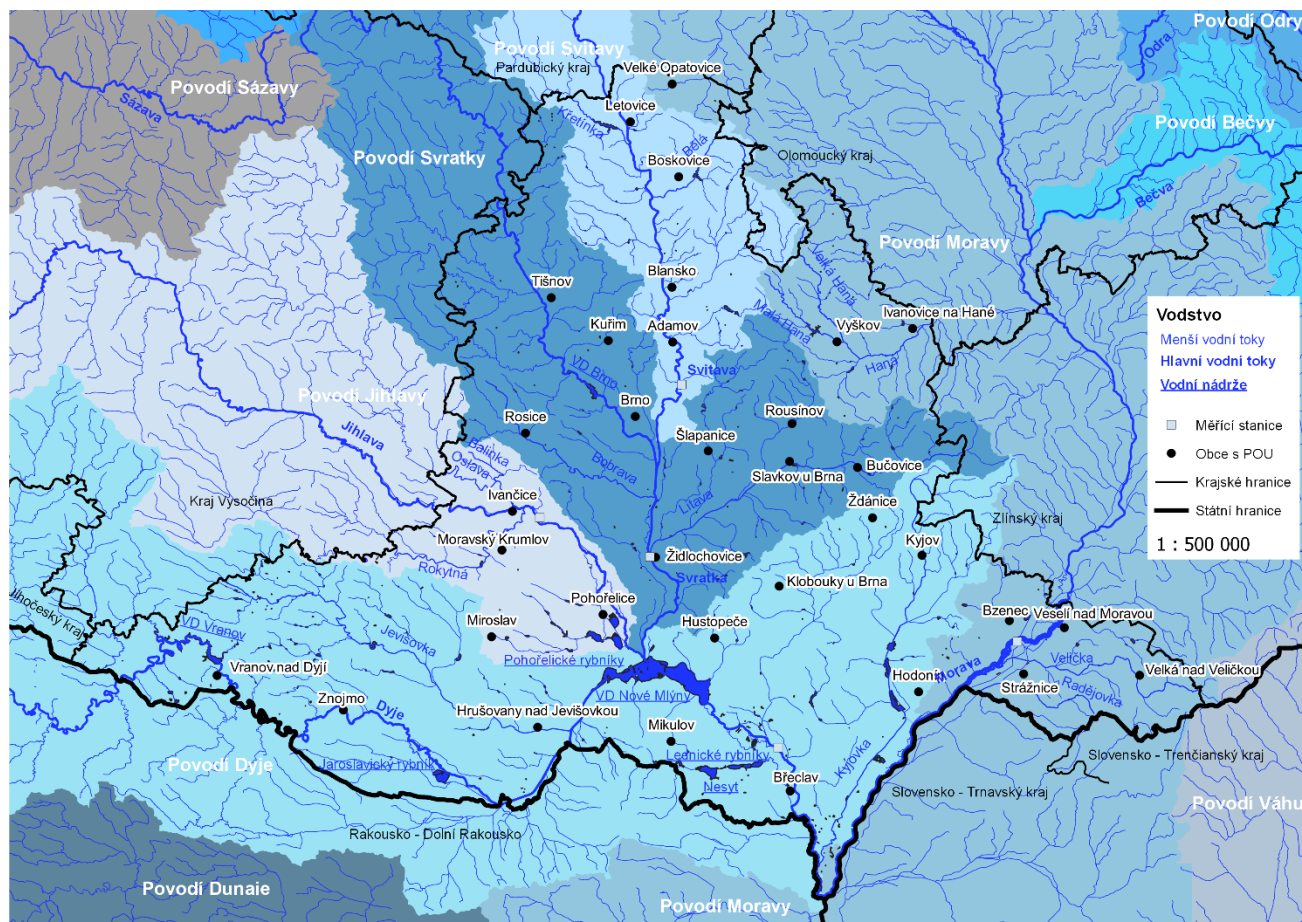 Povodí Odry
Povodí Svitavy
Pardubický kraj
Odra
Velké Opatovice
Povodí Sázavy
Sázava
Letovice
Křetínka
Povodí Bečvy
Povodí Svratky
Bělá
Boskovice
Olomoucký kraj
Bečva
Povodí Moravy
Velká Haná
Blansko
Tišnov
Ivanovice na Hané
Kuřim
Adamov
Malá Haná
Vyškov
Haná
VD Brno
Svitava
Povodí Jihlavy
Brno
Rosice
Rousínov
Jihlava
Balinka
Oslava
Šlapanice
Bobrava
Slavkov u Brna
Bučovice
Kraj Vysočina
Ivančice
Litava
Ždánice
Zlínský kraj
Moravský Krumlov
Rokytná
Židlochovice
Kyjov
Svratka
Klobouky u Brna
Jihočeský kraj
VD Vranov
Jevišovka
Pohořelice
Miroslav
Hustopeče
Bzenec
Veselí nad Moravou
Pohořelické rybníky
Velička
Vranov nad Dyjí
Morava
Strážnice
Velká nad Veličkou
Radějovka
VD Nové Mlýny
Hodonín
Znojmo
Dyje
Hrušovany nad Jevišovkou
Mikulov
Lednické rybníky
Kyjovka
Povodí Dyje
Jaroslavický rybník
Nesyt
Břeclav
Slovensko - Trenčianský kraj
Slovensko - Trnavský kraj
Povodí Váhu
Rakousko - Dolní Rakousko
Povodí Dunaje
Povodí Moravy
Vodstvo
Menší vodní toky
Hlavní vodní toky
Vodní nádrže
Měřící stanice
Obce s POU
Krajské hranice
Státní hranice
1 : 500 000